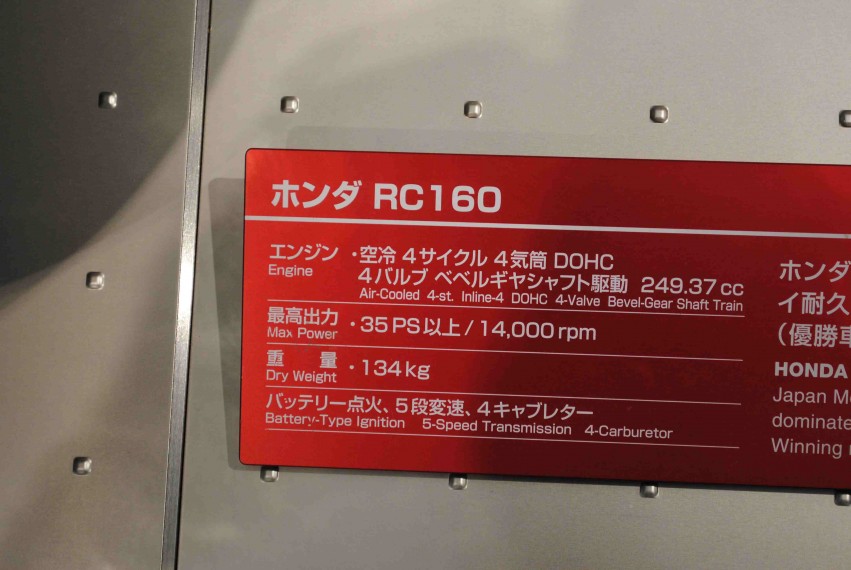 ホンダ RC160
エンジン ・空冷 4サイクル 4気筒 DOHC
Engine
4バルブ ベベルギヤシャフト駆動 249.37cc
Air-Cooled 4-st. Inline-4 DOHC 4-Valve Bevel-Gear Shaft Train
最高出力 ・35PS以上/14,000rpm
Max Power
重 量 ・134kg
Dry Weight
バッテリー点火、5段変速、4キャブレター
Battery-Type Ignition 5-Speed Transmission 4-Carburetor
ホンダ
イ耐久
(優勝車
HONDA
Japan Mo
dominate
Winning